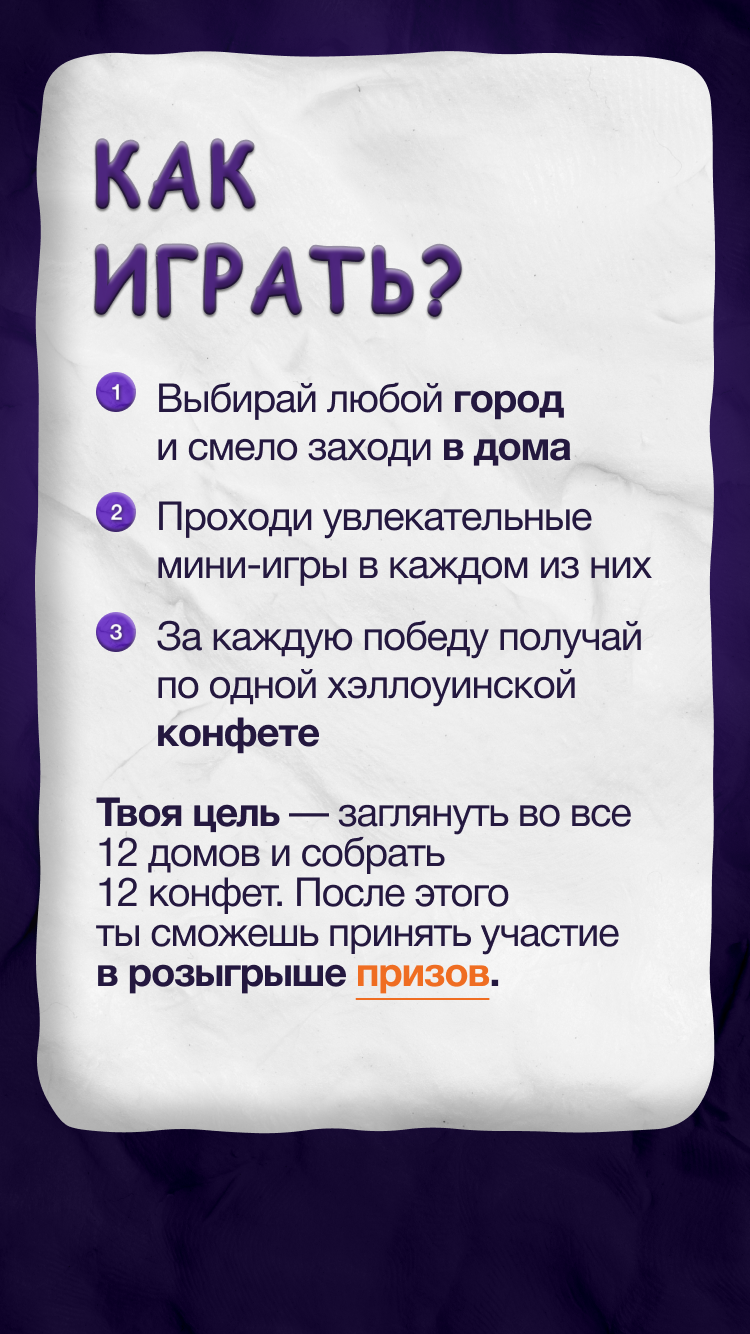 КАК
ИГРАТЬ?
1 Выбирай любой город
и смело заходи в дома
2 Проходи увлекательные
мини-игры в каждом из них
3 За каждую победу получай
по одной хэллоуинской
конфете
Твоя цель — заглянуть во все
12 домов и собрать
12 конфет. После этого
ты сможешь принять участие
в розыгрыше призов.